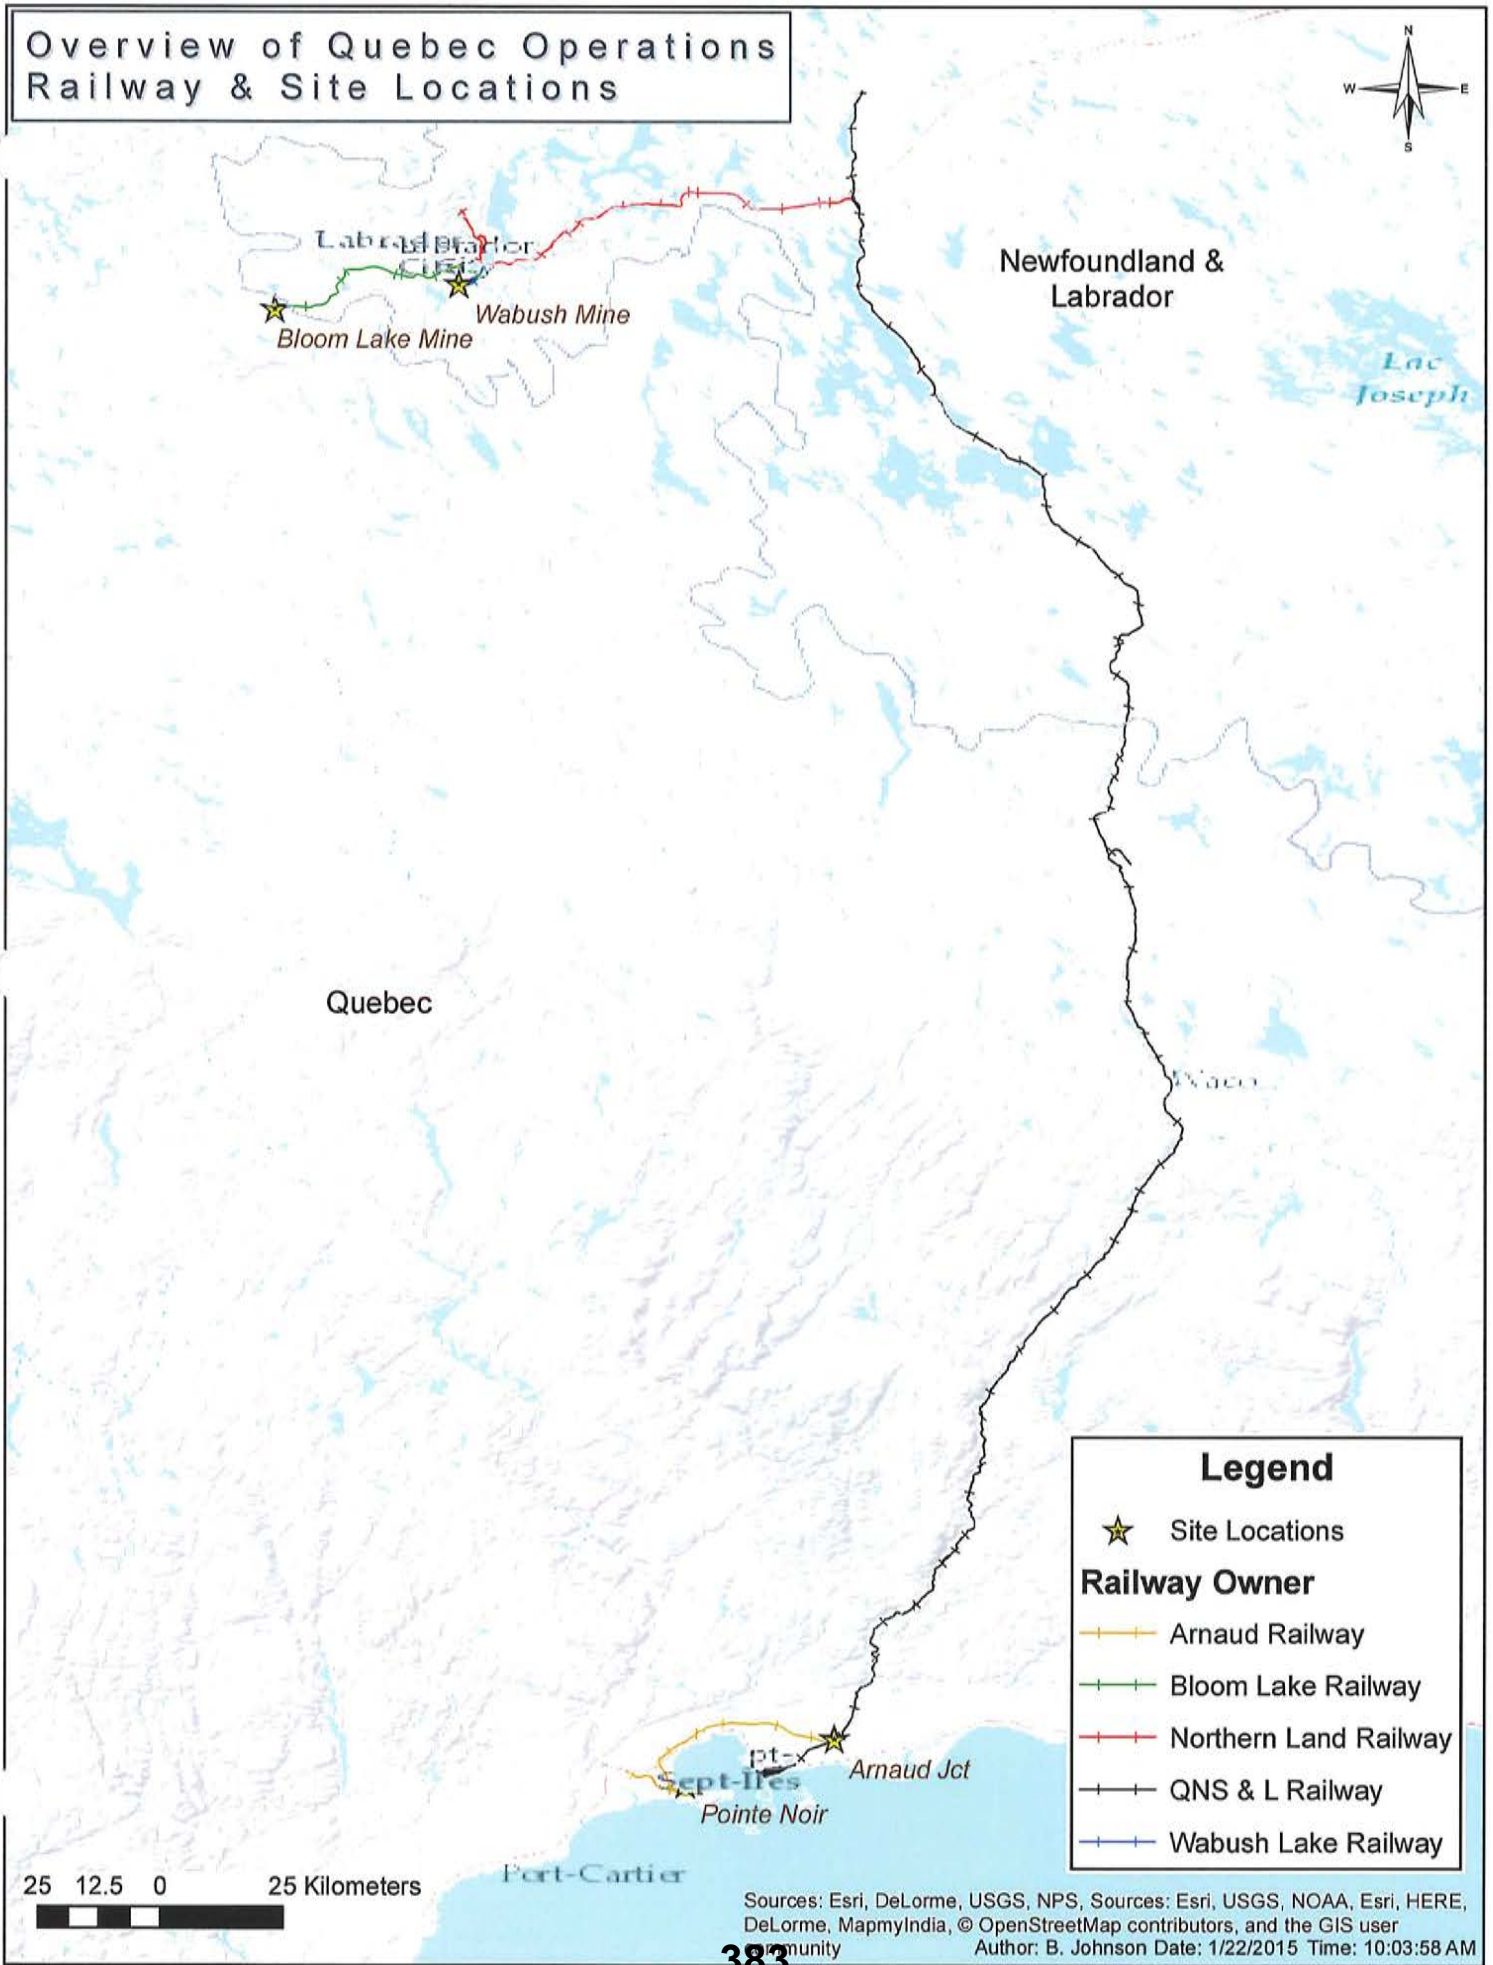 Overview of Quebec Operations
Railway & Site Locations
N
W
E
S
Newfoundland &
Labrador
Lac
Joseph
Wabush Mine
Bloom Lake Mine
Quebec
Legend
Site Locations
Railway Owner
Arnaud Railway
Bloom Lake Railway
Northern Land Railway
QNS & L Railway
Wabush Lake Railway
pt-
Arnaud Jct
Sept-Iles
Pointe Noir
Port-Cartier
25 12.5 0 25 Kilometers
Sources: Esri, DeLorme, USGS, NPS, Sources: Esri, USGS, NOAA, Esri, HERE,
DeLorme, MapmyIndia, © OpenStreetMap contributors, and the GIS user
community Author: B. Johnson Date: 1/22/2015 Time: 10:03:58 AM
383